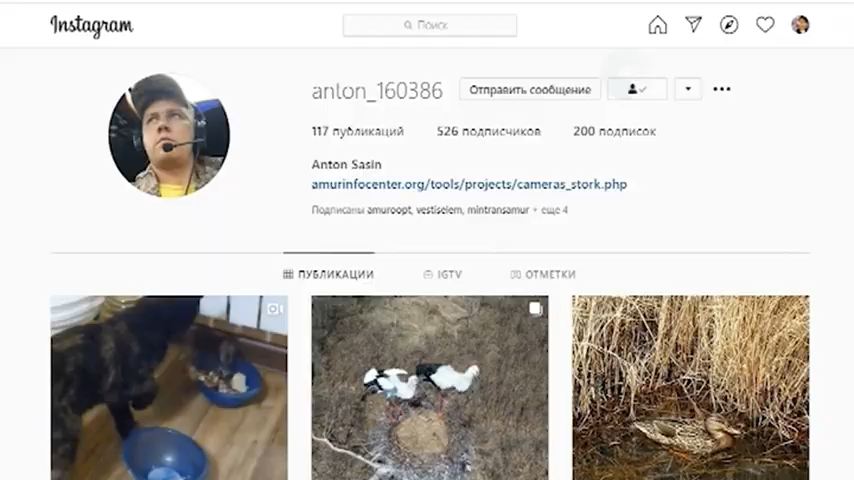 Instagram
Поиск
anton_160386 Отправить сообщение
117 публикаций 526 подписчиков 200 подписок
Anton Sasin
amurinfocenter.org/tools/projects/cameras_stork.php
Подписаны amuroopt, vestiselem, mintransamur + еще 4
ПУБЛИКАЦИИ IGTV ОТМЕТКИ